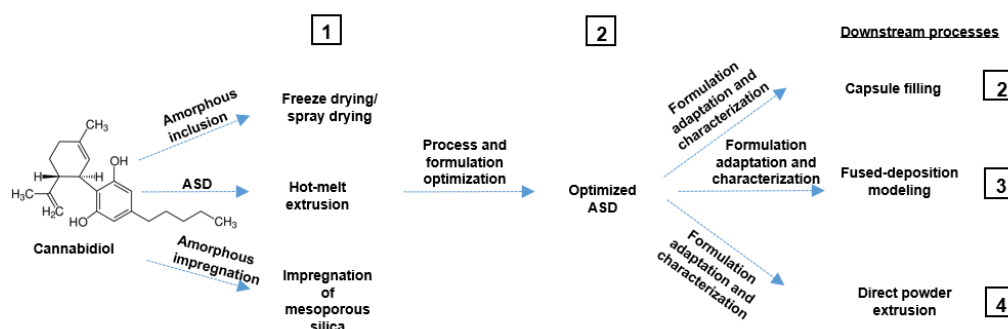 1
2
Downstream processes
Amorphous
inclusion
Freeze drying/
spray drying
Formulation
adaptation and
characterization
Capsule filling
2
CH₃
OH
H
H
H₃C
H₂C
HO
CH₃
Cannabidiol
ASD
Hot-melt
extrusion
Process and
formulation
optimization
Optimized
ASD
Formulation
adaptation and
characterization
Fused-deposition
modeling
3
Amorphous
impregnation
Impregnation
of
mesoporous
silica
Formulation
adaptation and
characterization
Direct powder
extrusion
4